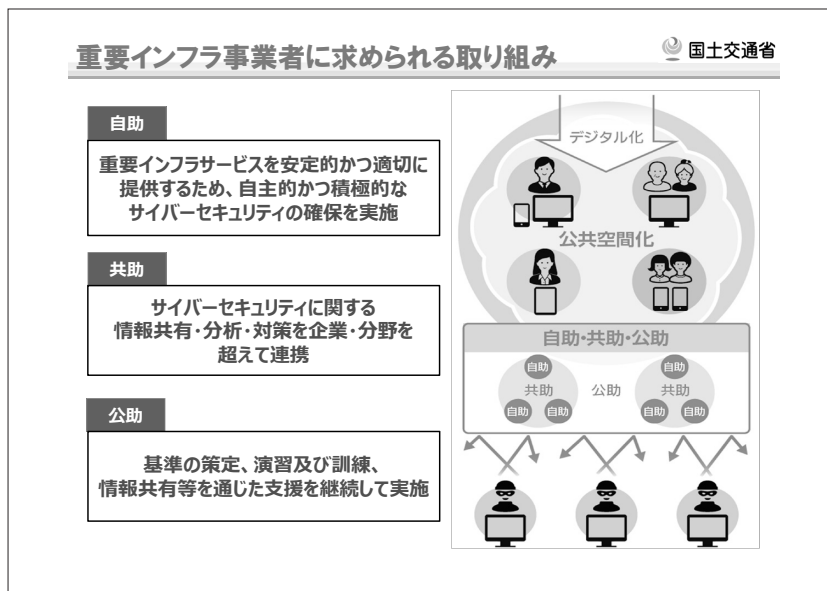 重要インフラ事業者に求められる取り組み
国土交通省
自助
重要インフラサービスを安定的かつ適切に
提供するため、自主的かつ積極的な
サイバーセキュリティの確保を実施
共助
サイバーセキュリティに関する
情報共有・分析・対策を企業・分野を
超えて連携
公助
基準の策定、演習及び訓練、
情報共有等を通じた支援を継続して実施
デジタル化
公共空間化
自助・共助・公助
自助
自助
共助
公助
共助
自助
自助
自助
自助